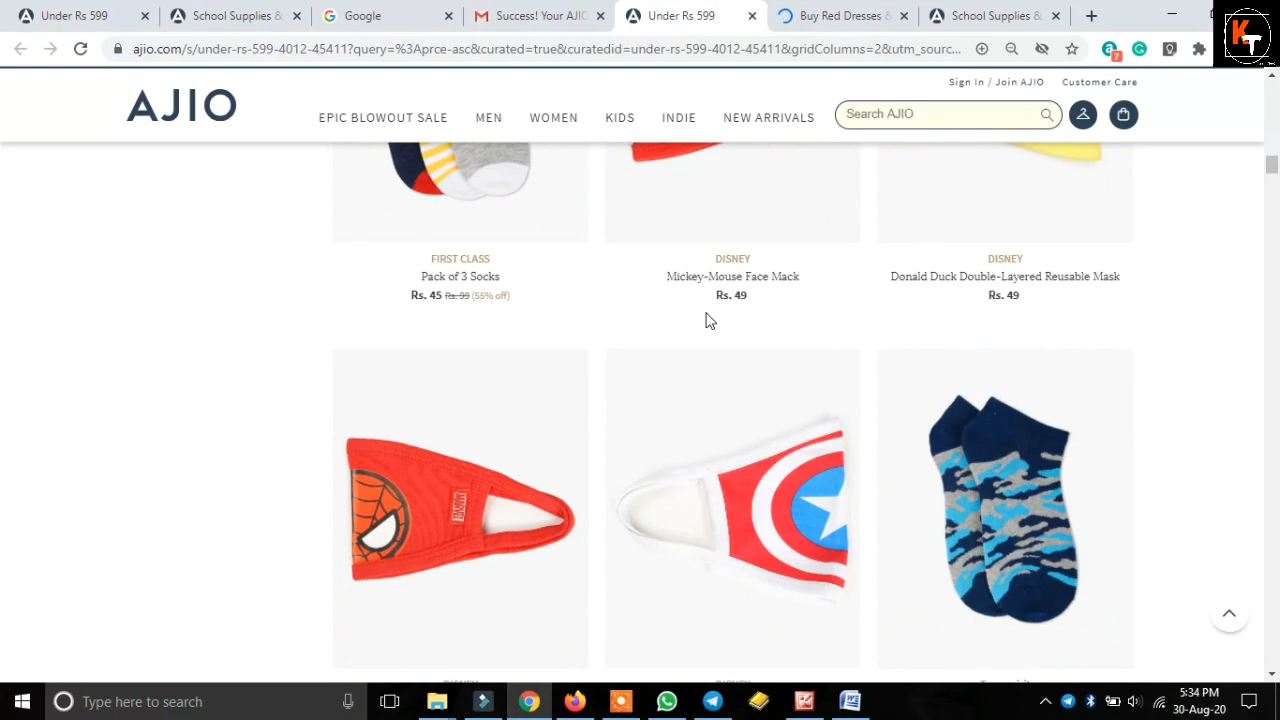 Under Rs 599
School Supplies &
Google
Success! Your AJIO
Under Rs 599
Buy Red Dresses &
School Supplies &
ajio.com/s/under-rs-599-4012-45411?query=%3Aprce-asc&curated=true&curatedid=under-rs-599-4012-45411&gridColumns=2&utm_sourc...
7
KT
Sign In / Join AJIO Customer Care
AJIO
EPIC BLOWOUT SALE MEN WOMEN KIDS INDIE NEW ARRIVALS
Search AJIO
FIRST CLASS
Pack of 3 Socks
Rs. 45 Rs. 99 (55% off)
DISNEY
Mickey-Mouse Face Mack
Rs. 49
DISNEY
Donald Duck Double-Layered Reusable Mask
Rs. 49
Type here to search
5:34 PM
30-Aug-20